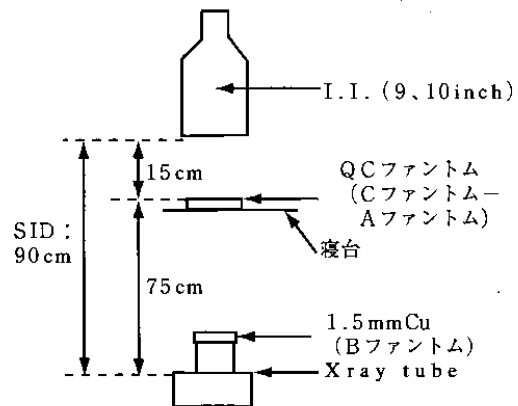 I.I.(9、10inch)
15cm
QCファントム
(Cファントムー
Aファントム)
SID:
90cm
寝台
75cm
1.5mmCu
(Bファントム)
Xray tube